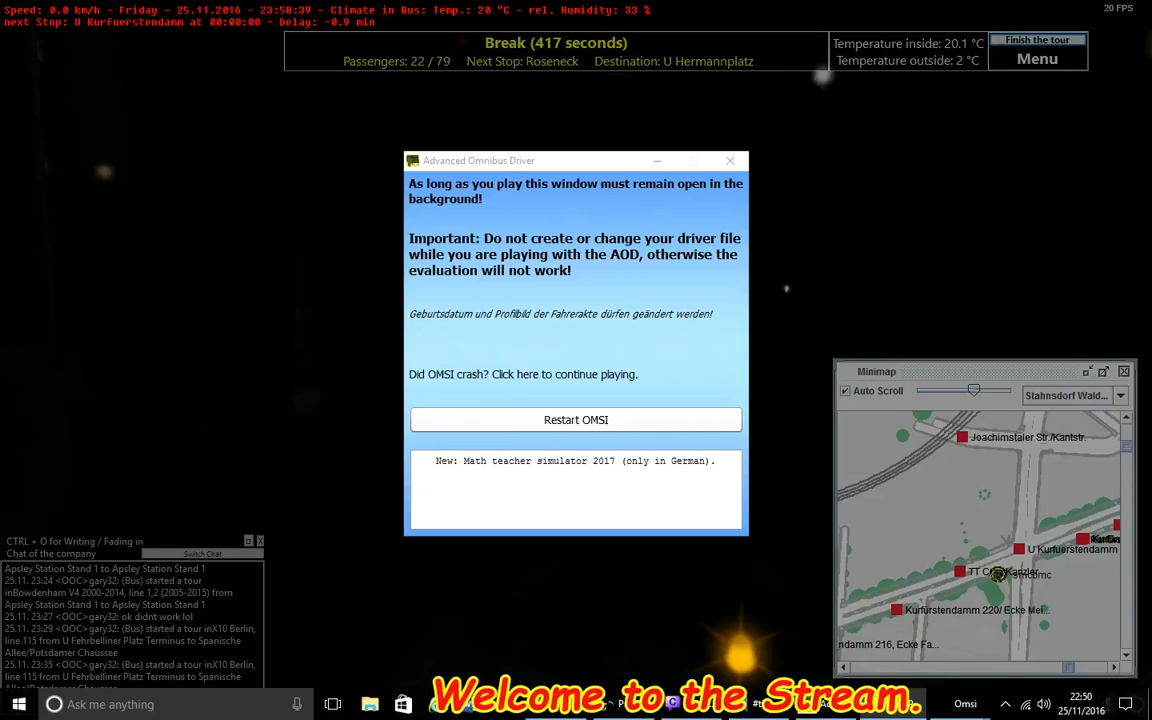 Speed: 0.0 km/h - Friday - 25.11.2016 - 23:58:39 - Climate in Bus: Temp.: 20 °C - rel. Humidity: 33 %
next Stop: U Kurfuerstendamm at 00:00:00 - Delay: -0.9 min
20 FPS
Break (417 seconds)
Passengers: 22 / 79 Next Stop: Roseneck Destination: U Hermannplatz
Temperature inside: 20.1 °C
Temperature outside: 2 °C
Finish the tour
Menu
Advanced Omnibus Driver
As long as you play this window must remain open in the
background!
Important: Do not create or change your driver file
while you are playing with the AOD, otherwise the
evaluation will not work!
Geburtsdatum und Profilbild der Fahrerakte dürfen geändert werden!
Did OMSI crash? Click here to continue playing.
Restart OMSI
New: Math teacher simulator 2017 (only in German).
Minimap
Auto Scroll
Stahnsdorf Wald...
Joachimstaler Str./Kantstr.
U Kurfuerstendamm
Kurfürstendamm 220/ Ecke Mei...
ndamm 216, Ecke Fa...
CTRL + O for Writing / Fading in
Chat of the company
Switch Chat
Apsley Station Stand 1 to Apsley Station Stand 1
25.11. 23:24 <OOC>gary32: (Bus) started a tour
inBowdenham V4 2000-2014, line 1,2 (2005-2015) from
Apsley Station Stand 1 to Apsley Station Stand 1
25.11. 23:27 <OOC>gary32: ok didnt work lol
25.11. 23:29 <OOC>gary32: (Bus) started a tour inX10 Berlin,
line 115 from U Fehrbelliner Platz Terminus to Spanische
Allee/Potsdamer Chaussee
25.11. 23:35 <OOC>gary32: (Bus) started a tour inX10 Berlin,
line 115 from U Fehrbelliner Platz Terminus to Spanische
Welcome to the Stream.
Ask me anything
Omsi
22:50
25/11/2016